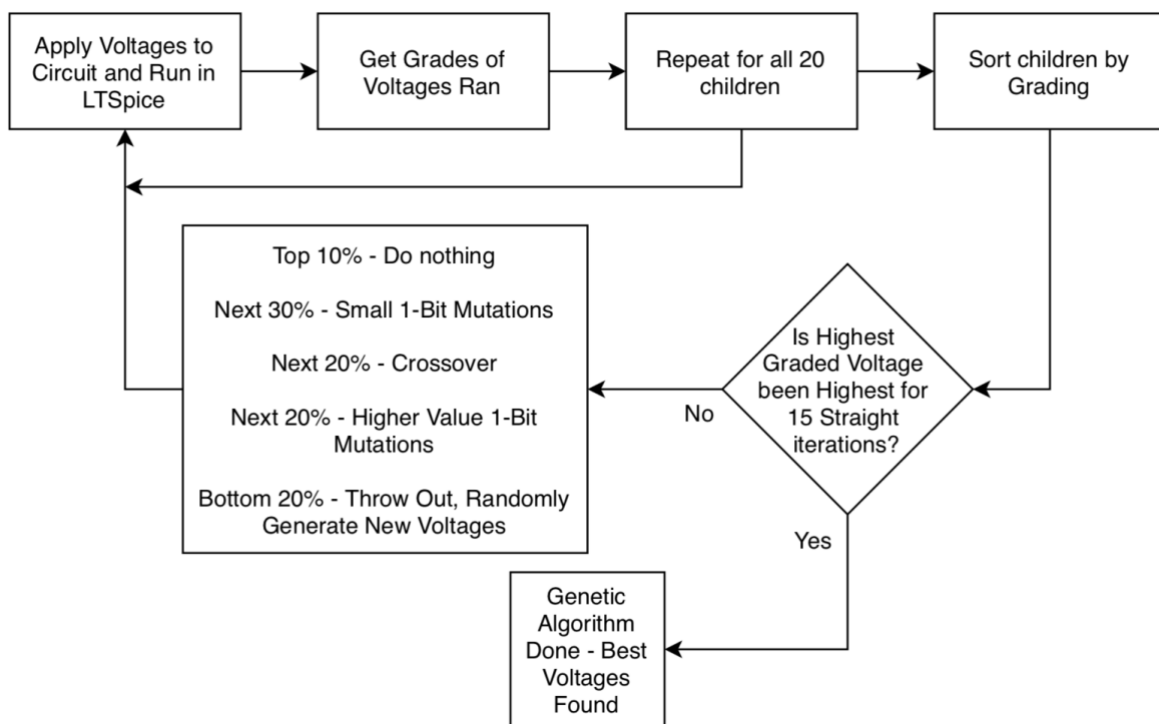 Apply Voltages to
Circuit and Run in
LTSpice
Get Grades of
Voltages Ran
Repeat for all 20
children
Sort children by
Grading
Top 10% - Do nothing
Next 30% - Small 1-Bit Mutations
Next 20% - Crossover
Next 20% - Higher Value 1-Bit
Mutations
Bottom 20% - Throw Out, Randomly
Generate New Voltages
Is Highest
Graded Voltage
been Highest for
15 Straight
iterations?
No
Yes
Genetic
Algorithm
Done - Best
Voltages
Found